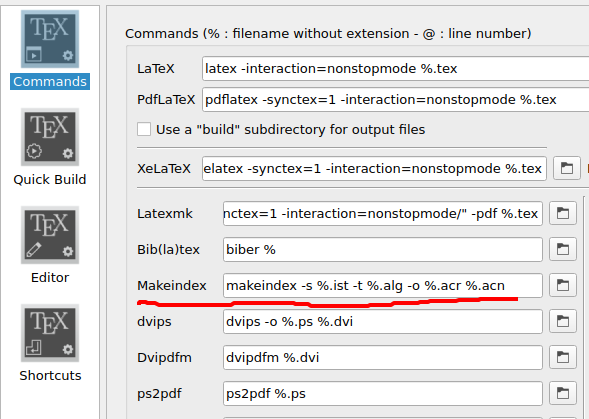 TEX
Commands
TEX
Quick Build
TEX
Editor
TEX
Shortcuts
Commands (% : filename without extension - @ : line number)
LaTeX latex -interaction=nonstopmode %.tex
PdfLaTeX pdflatex -synctex=1 -interaction=nonstopmode %.tex
Use a "build" subdirectory for output files
XeLaTeX elatex -synctex=1 -interaction=nonstopmode %.tex
Latexmk nctex=1 -interaction=nonstopmode/" -pdf %.tex
Bib(la)tex biber %
Makeindex makeindex -s %.ist -t %.alg -o %.acr %.acn
dvips dvips -o %.ps %.dvi
Dvipdfm dvipdfm %.dvi
ps2pdf ps2pdf %.ps